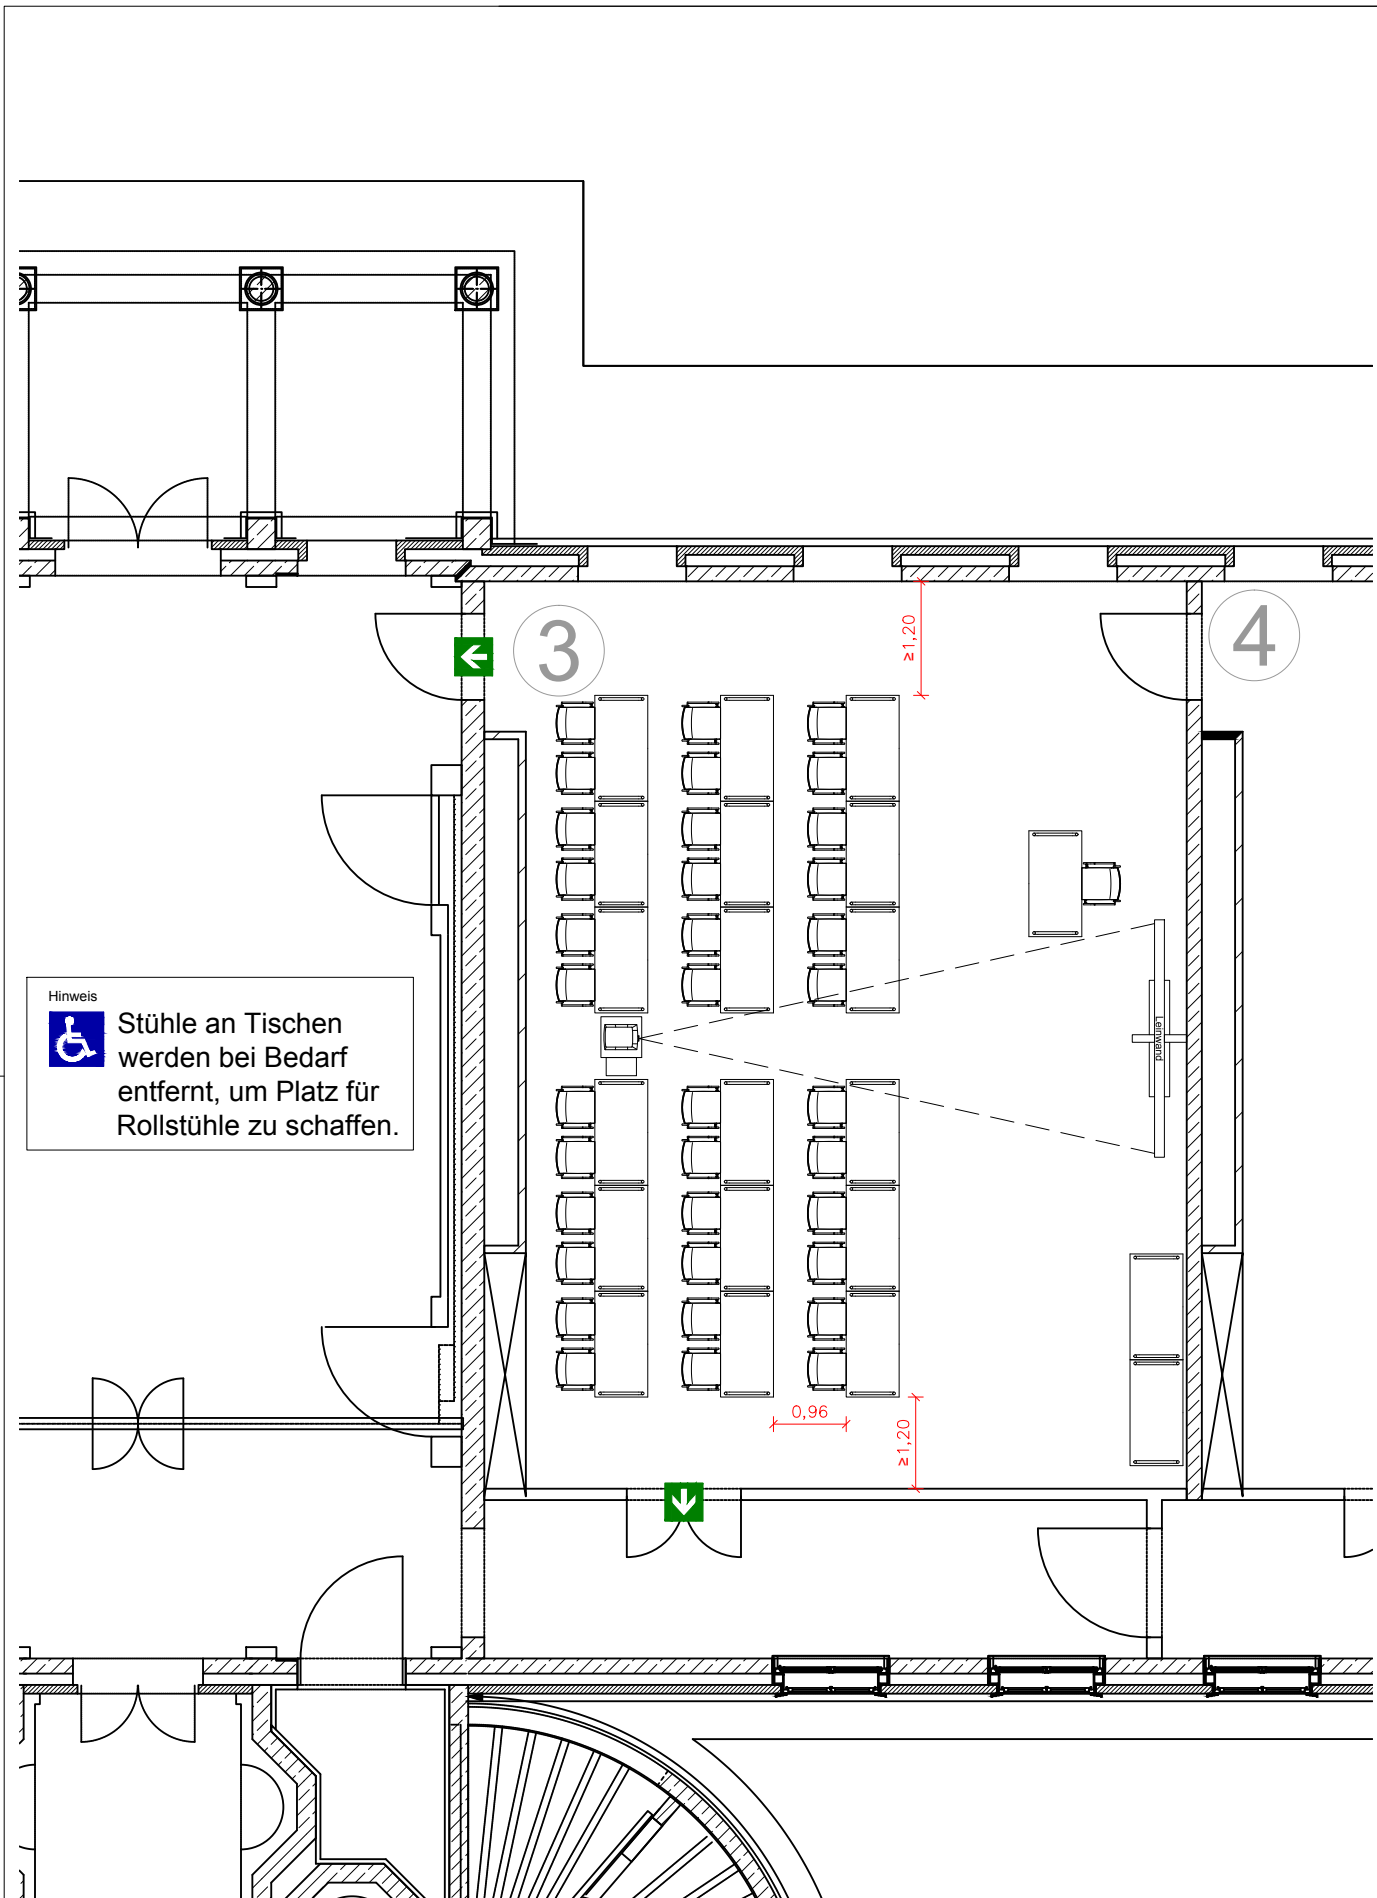 3
4
≥1,20
Hinweis
Stühle an Tischen
werden bei Bedarf
entfernt, um Platz für
Rollstühle zu schaffen.
Leinwand
0,96
≥1,20